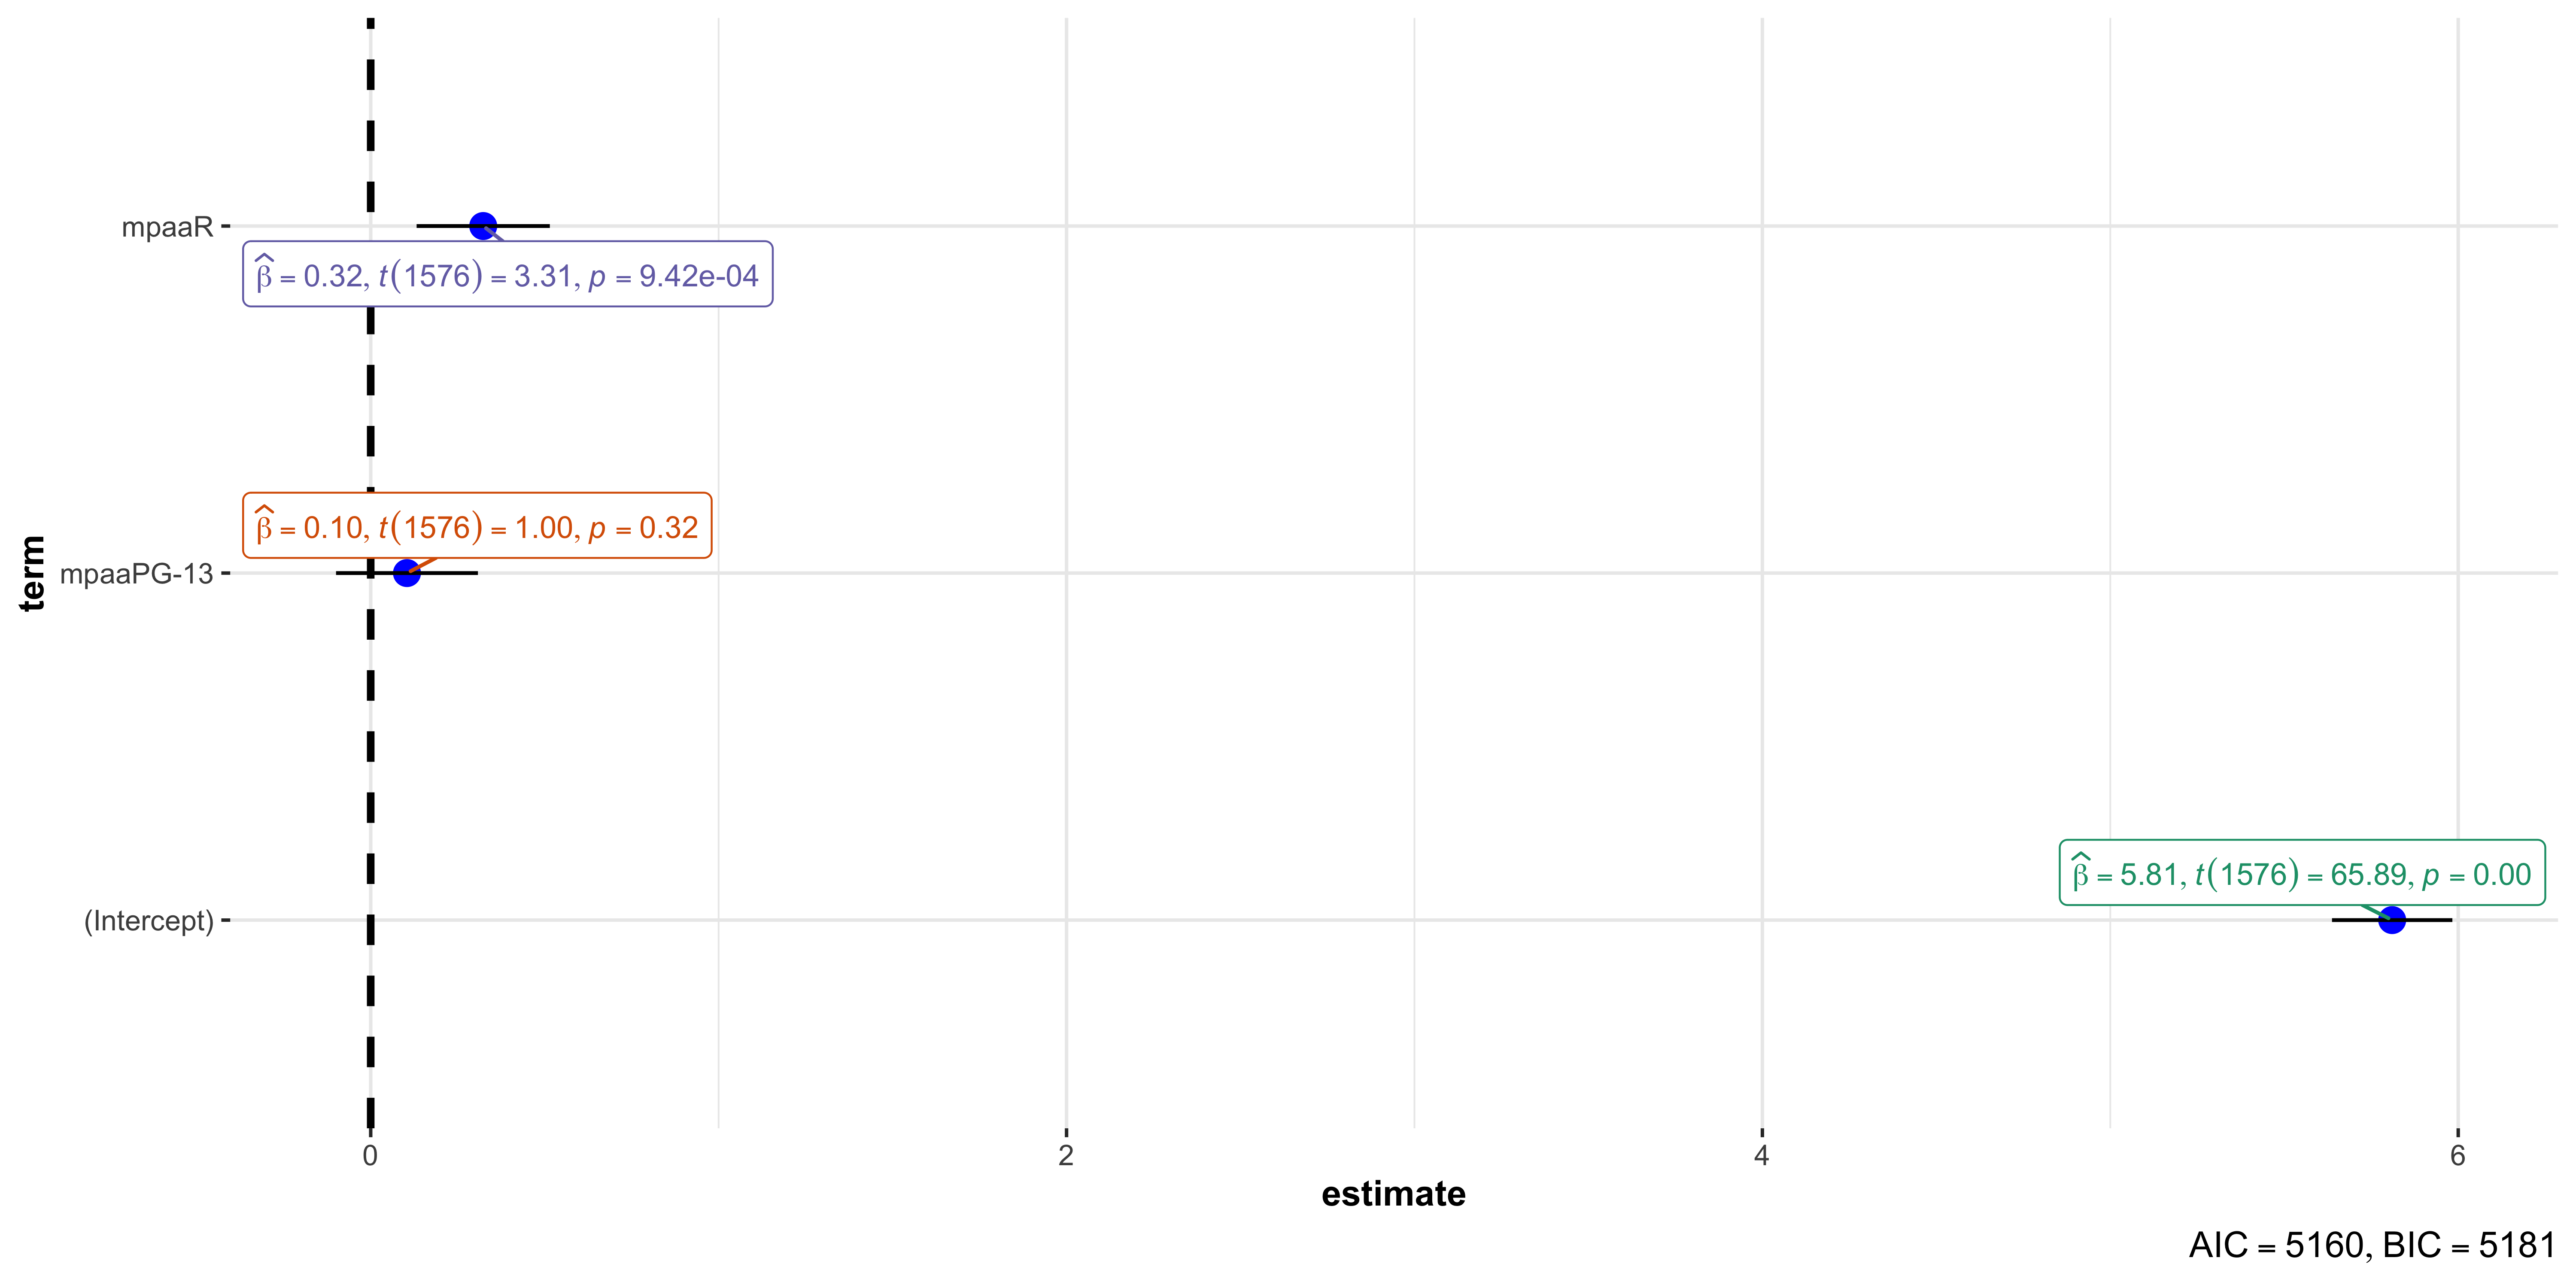 mpaaR
β̂ = 0.32, t(1576) = 3.31, p = 9.42e-04
β̂ = 0.10, t(1576) = 1.00, p = 0.32
term
mpaaPG-13
β̂ = 5.81, t(1576) = 65.89, p = 0.00
(Intercept)
0 2 4 6
estimate
AIC = 5160, BIC = 5181